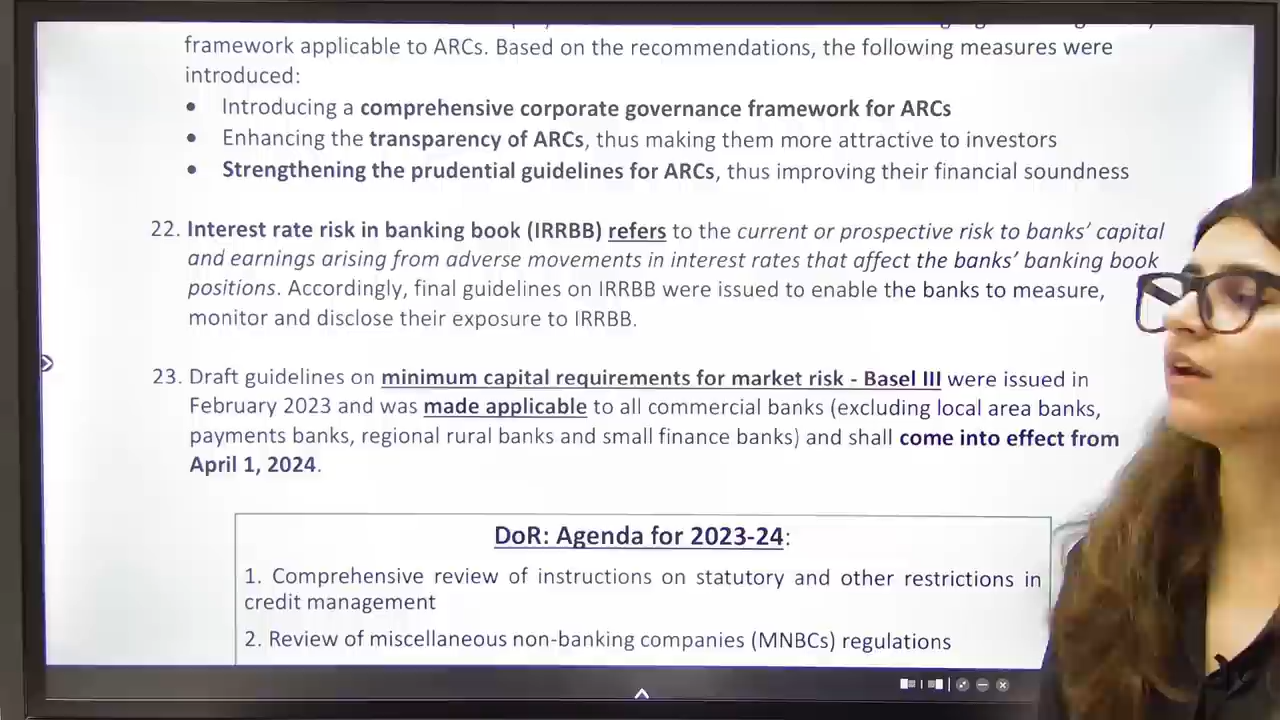 framework applicable to ARCs. Based on the recommendations, the following measures were
introduced:
• Introducing a comprehensive corporate governance framework for ARCs
• Enhancing the transparency of ARCs, thus making them more attractive to investors
• Strengthening the prudential guidelines for ARCs, thus improving their financial soundness
22. Interest rate risk in banking book (IRRBB) refers to the current or prospective risk to banks’ capital
and earnings arising from adverse movements in interest rates that affect the banks’ banking book
positions. Accordingly, final guidelines on IRRBB were issued to enable the banks to measure,
monitor and disclose their exposure to IRRBB.
23. Draft guidelines on minimum capital requirements for market risk - Basel III were issued in
February 2023 and was made applicable to all commercial banks (excluding local area banks,
payments banks, regional rural banks and small finance banks) and shall come into effect from
April 1, 2024.
DoR: Agenda for 2023-24:
1. Comprehensive review of instructions on statutory and other restrictions in
credit management
2. Review of miscellaneous non-banking companies (MNBCs) regulations